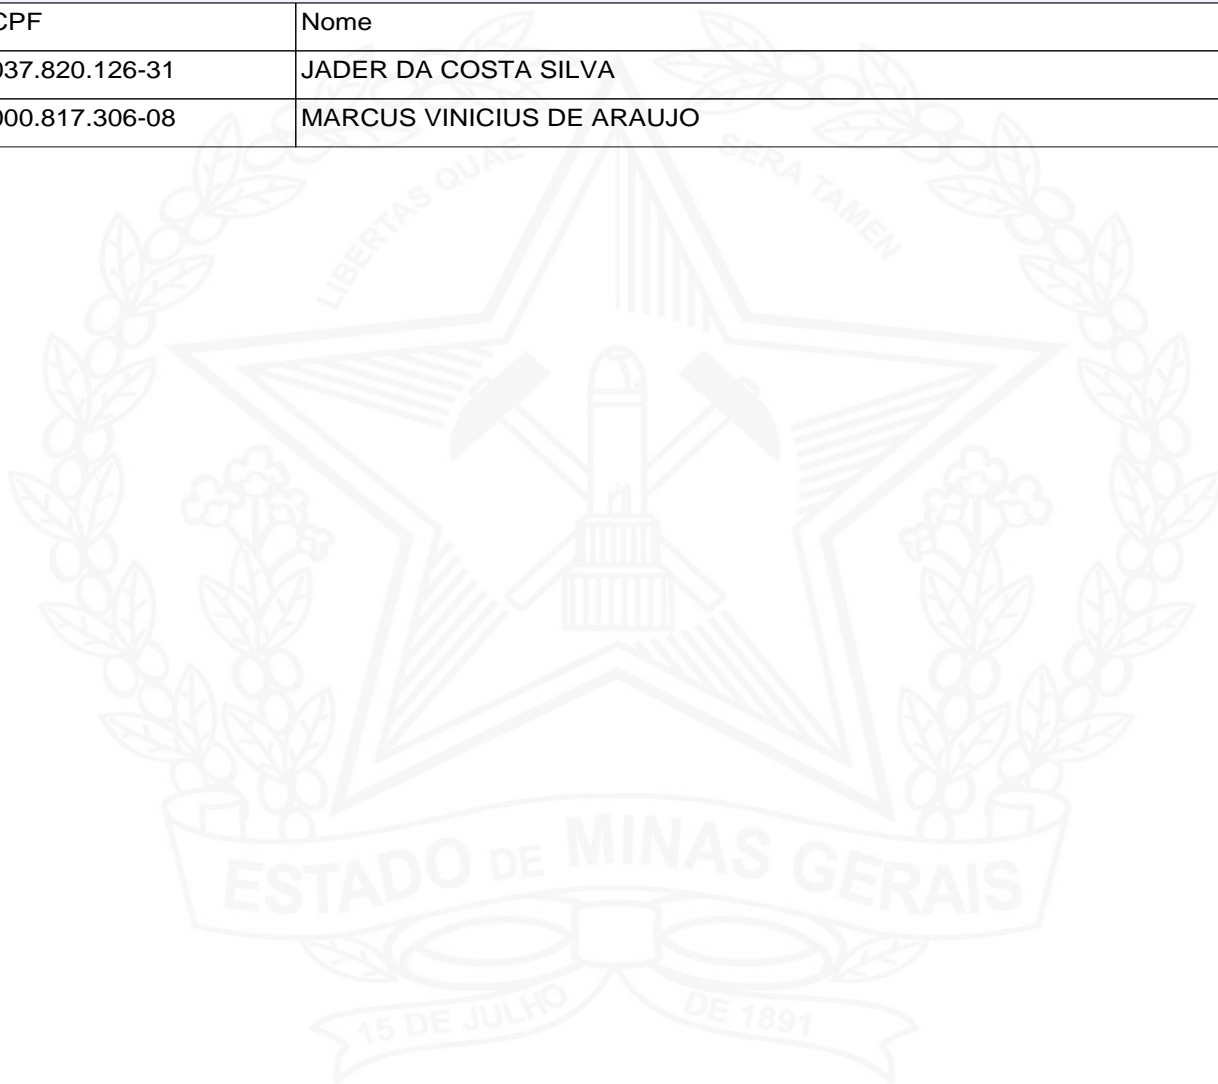 CPF Nome
037.820.126-31 JADER DA COSTA SILVA
000.817.306-08 MARCUS VINICIUS DE ARAUJO
LIBERTAS QUAE SERA TAMEN
ESTADO DE MINAS GERAIS
15 DE JULHO DE 1891